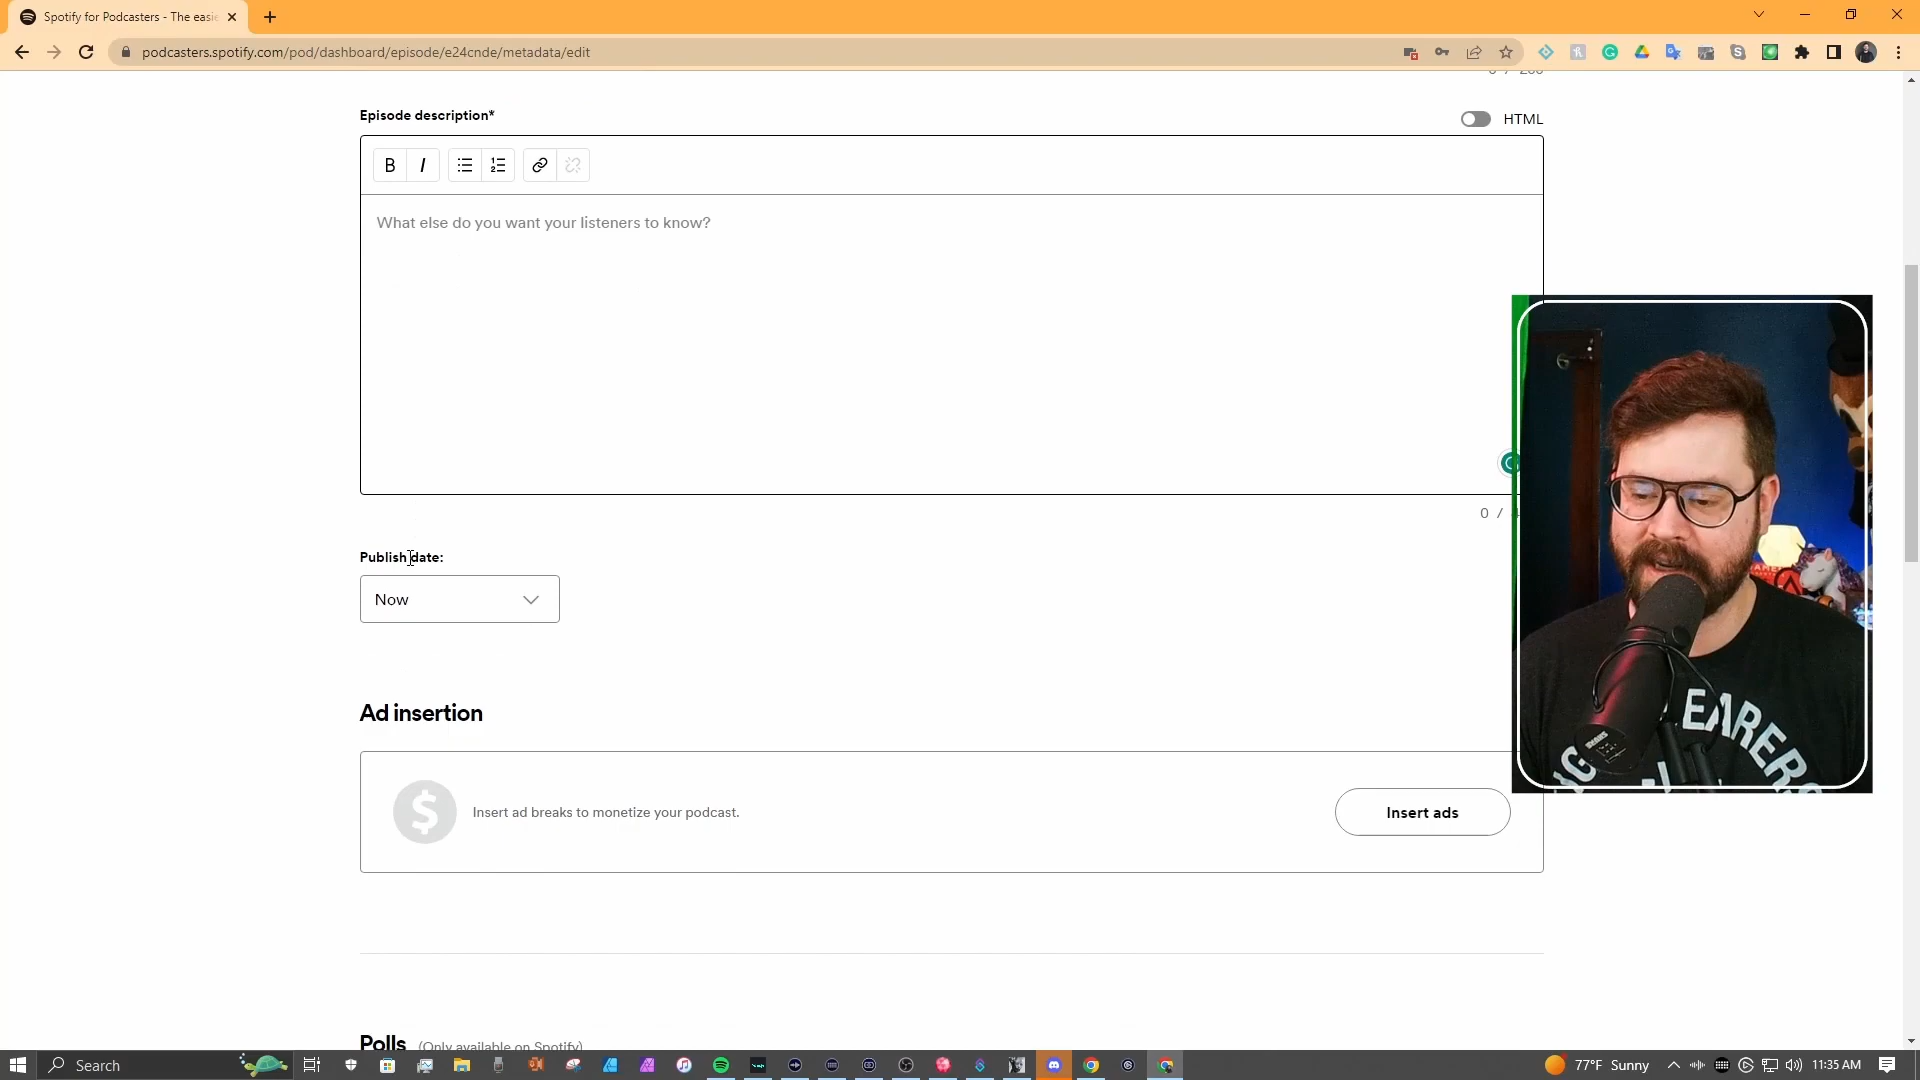 Spotify for Podcasters - The easie
podcasters.spotify.com/pod/dashboard/episode/e24cnde/metadata/edit
Episode description*
HTML
B I
What else do you want your listeners to know?
0 /
Publish date:
Now
Ad insertion
$ Insert ad breaks to monetize your podcast.
Insert ads
EARER
Polls (Only available on Spotify)
Search
77°F Sunny
11:35 AM